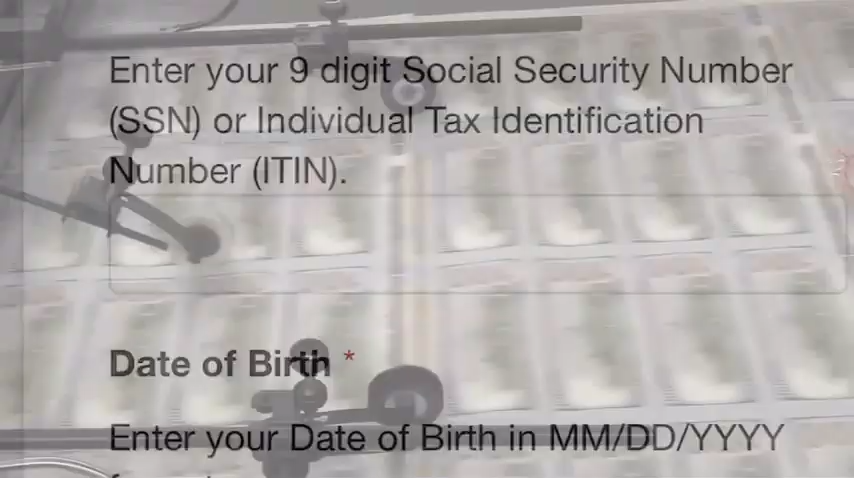 Enter your 9 digit Social Security Number
(SSN) or Individual Tax Identification
Number (ITIN).
Date of Birth *
Enter your Date of Birth in MM/DD/YYYY